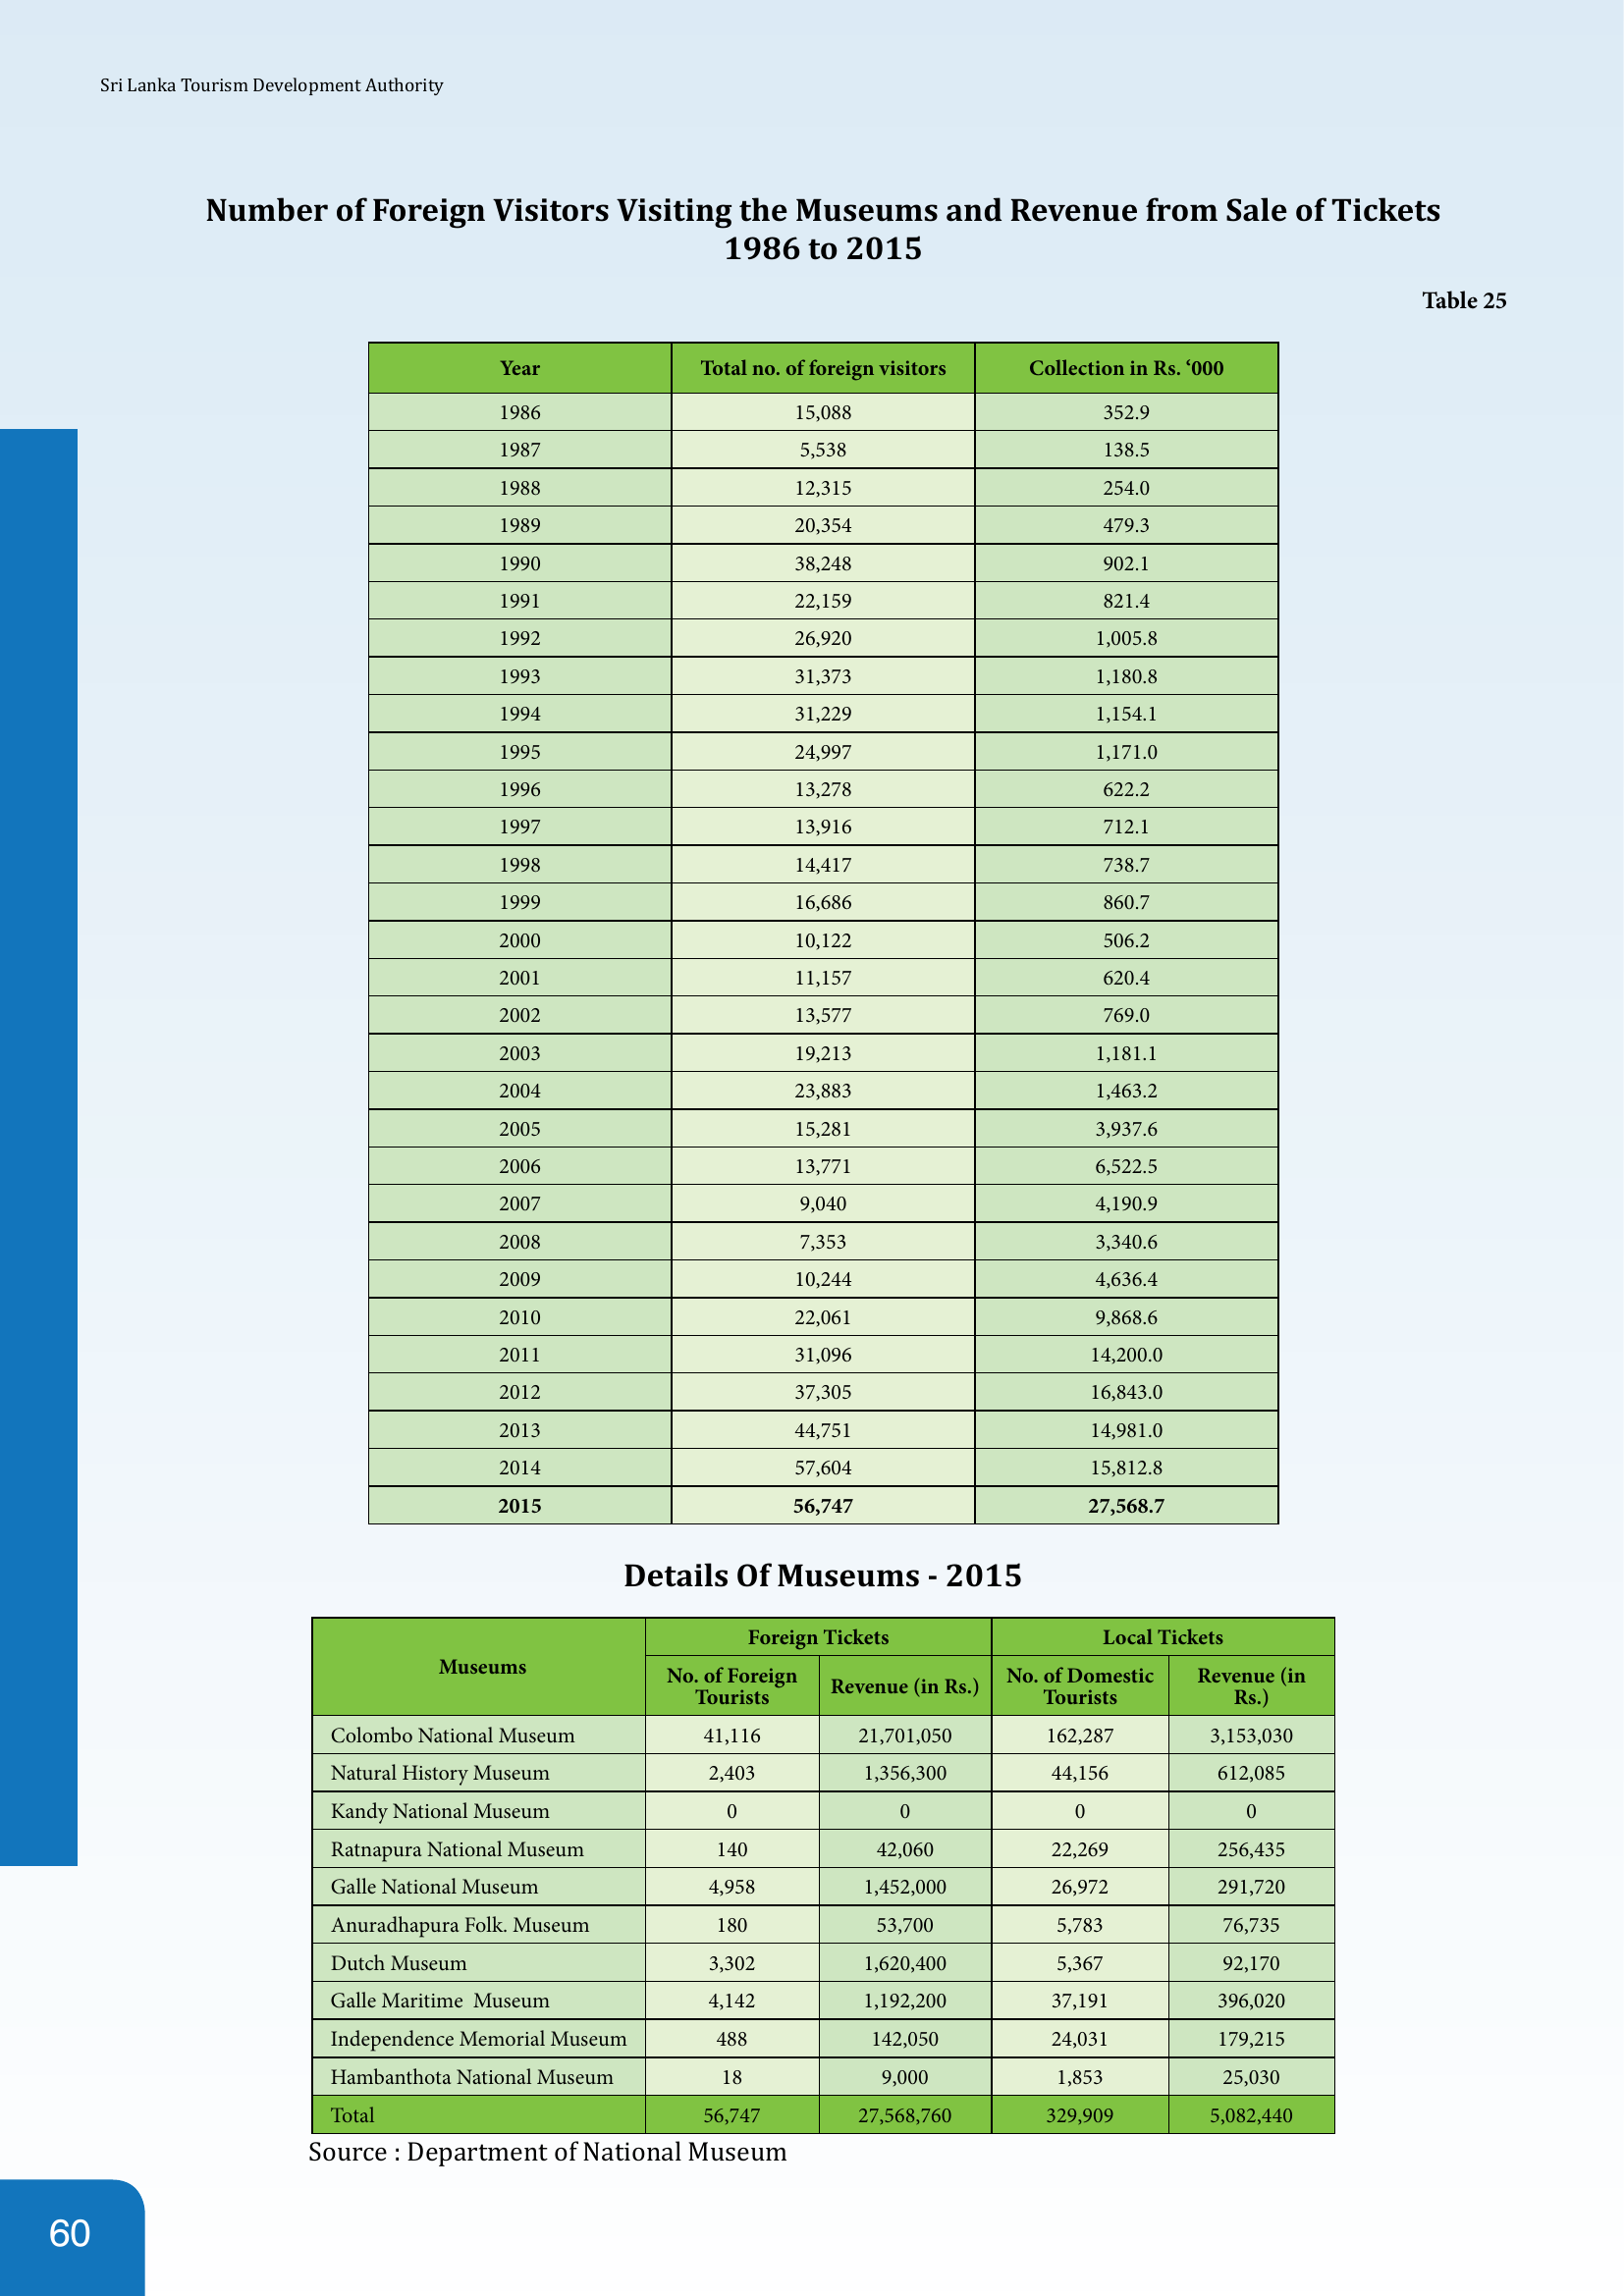 Sri Lanka Tourism Development Authority
Number of Foreign Visitors Visiting the Museums and Revenue from Sale of Tickets
1986 to 2015
Table 25
Year Total no. of foreign visitors Collection in Rs. ‘000
1986 15,088 352.9
1987 5,538 138.5
1988 12,315 254.0
1989 20,354 479.3
1990 38,248 902.1
1991 22,159 821.4
1992 26,920 1,005.8
1993 31,373 1,180.8
1994 31,229 1,154.1
1995 24,997 1,171.0
1996 13,278 622.2
1997 13,916 712.1
1998 14,417 738.7
1999 16,686 860.7
2000 10,122 506.2
2001 11,157 620.4
2002 13,577 769.0
2003 19,213 1,181.1
2004 23,883 1,463.2
2005 15,281 3,937.6
2006 13,771 6,522.5
2007 9,040 4,190.9
2008 7,353 3,340.6
2009 10,244 4,636.4
2010 22,061 9,868.6
2011 31,096 14,200.0
2012 37,305 16,843.0
2013 44,751 14,981.0
2014 57,604 15,812.8
2015 56,747 27,568.7
Details Of Museums - 2015
Museums Foreign Tickets Local Tickets
No. of Foreign Tourists Revenue (in Rs.) No. of Domestic Tourists Revenue (in Rs.)
Colombo National Museum 41,116 21,701,050 162,287 3,153,030
Natural History Museum 2,403 1,356,300 44,156 612,085
Kandy National Museum 0 0 0 0
Ratnapura National Museum 140 42,060 22,269 256,435
Galle National Museum 4,958 1,452,000 26,972 291,720
Anuradhapura Folk. Museum 180 53,700 5,783 76,735
Dutch Museum 3,302 1,620,400 5,367 92,170
Galle Maritime Museum 4,142 1,192,200 37,191 396,020
Independence Memorial Museum 488 142,050 24,031 179,215
Hambanthota National Museum 18 9,000 1,853 25,030
Total 56,747 27,568,760 329,909 5,082,440
Source : Department of National Museum
60